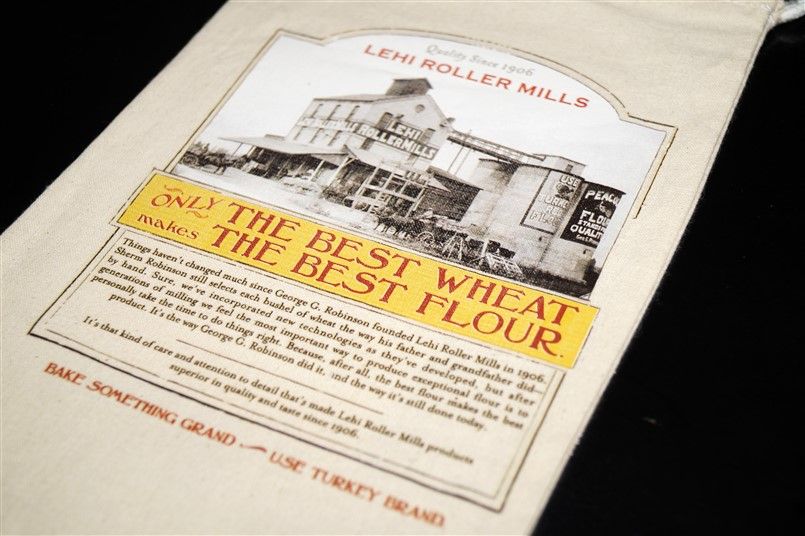 Quality Since 1906
LEHI ROLLER MILLS
LEHI
ROLLER MILLS
USE
PEACOCK
FLOUR
STANDARD
QUALITY
ONLY THE BEST WHEAT
makes THE BEST FLOUR.
Things haven't changed much since George G. Robinson founded Lehi Roller Mills in 1906.
Sherm Robinson still selects each bushel of wheat the way his father and grandfather did—
by hand. Sure, we've incorporated new technologies as they've developed, but after
generations of milling we feel the most important way to produce exceptional flour is to
personally take the time to do things right. Because, after all, the best flour makes the best
product. It's the way George G. Robinson did it, and the way it's still done today.
It's that kind of care and attention to detail that's made Lehi Roller Mills products
superior in quality and taste since 1906.
BAKE SOMETHING GRAND — USE TURKEY BRAND.